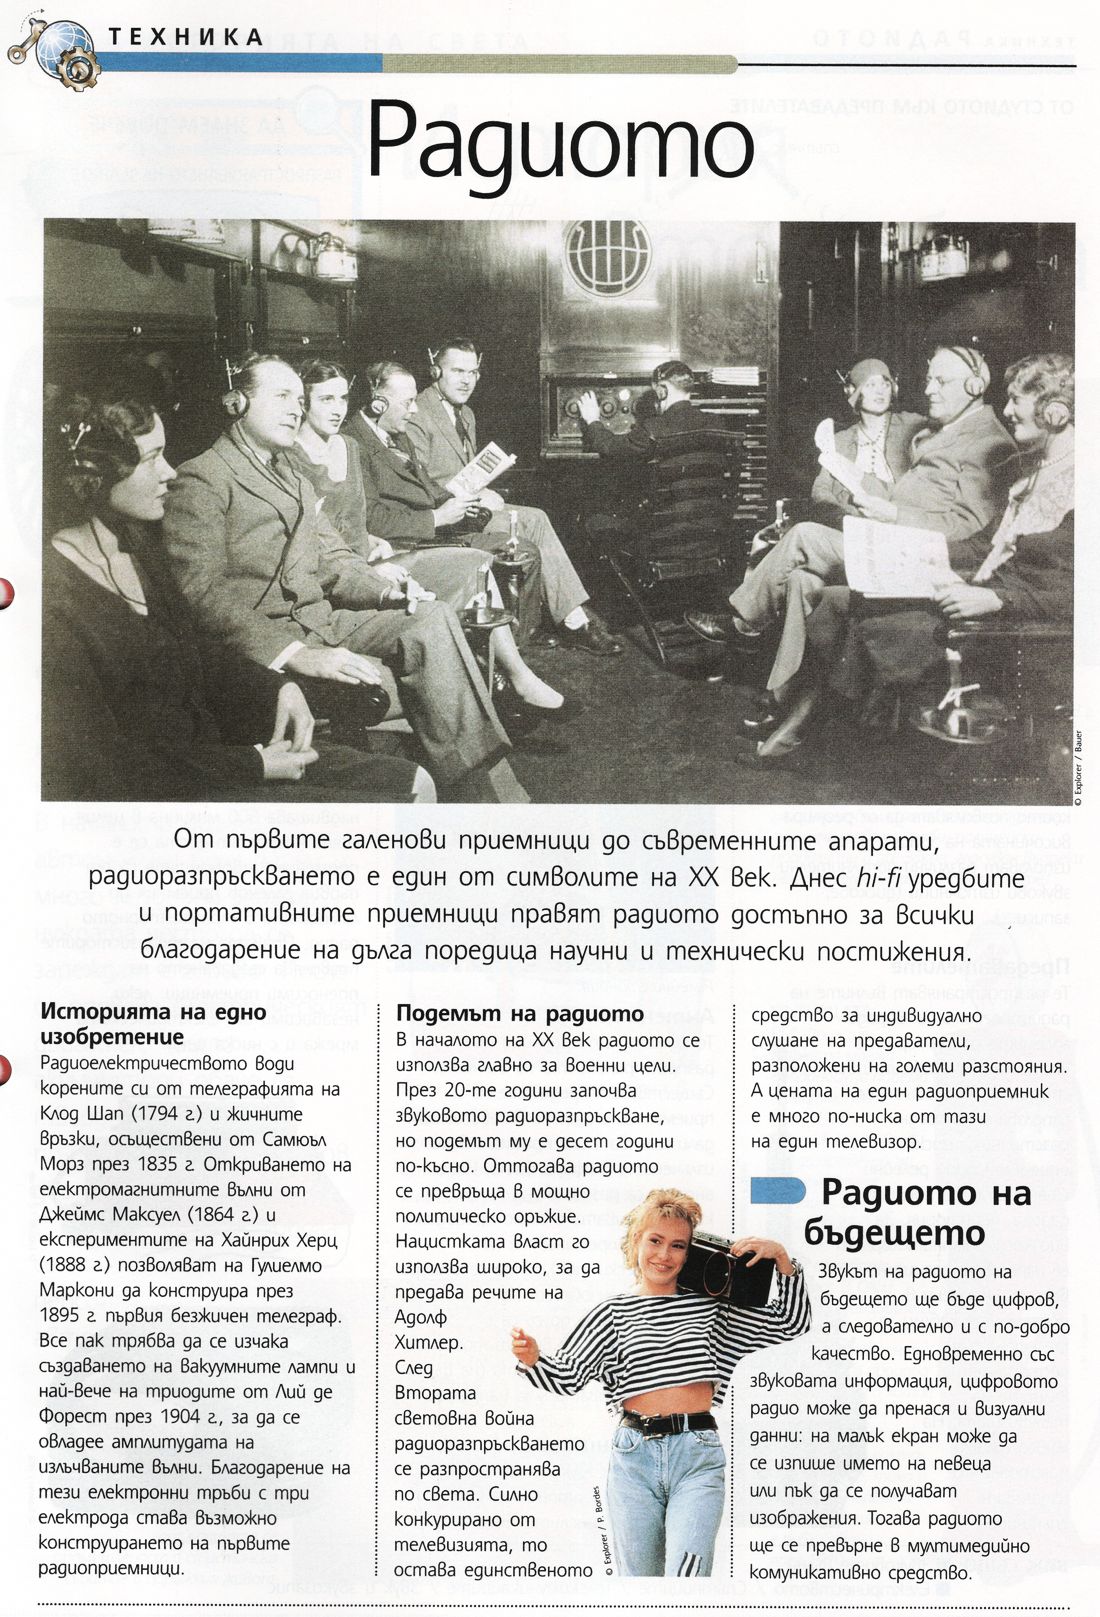 ТЕХНИКА
Радиото
© Explorer / Bauer
От първите галенови приемници до съвременните апарати,
радиоразпръскването е един от символите на XX век. Днес hi-fi уредбите
и портативните приемници правят радиото достъпно за всички
благодарение на дълга поредица научни и технически постижения.
Историята на едно
изобретение
Радиоелектричеството води
корените си от телеграфията на
Клод Шап (1794 г.) и жичните
връзки, осъществени от Самюъл
Морз през 1835 г. Откриването на
електромагнитните вълни от
Джеймс Максуел (1864 г.) и
експериментите на Хайнрих Херц
(1888 г.) позволяват на Гулиелмо
Маркони да конструира през
1895 г. първия безжичен телеграф.
Все пак трябва да се изчака
създаването на вакуумните лампи и
най-вече на триодите от Лий де
Форест през 1904 г., за да се
овладее амплитудата на
излъчваните вълни. Благодарение на
тези електронни тръби с три
електрода става възможно
конструирането на първите
радиоприемници.
Подемът на радиото
В началото на XX век радиото се
използва главно за военни цели.
През 20-те години започва
звуковото радиоразпръскване,
но подемът му е десет години
по-късно. Оттогава радиото
се превръща в мощно
политическо оръжие.
Нацистката власт го
използва широко, за да
предава речите на
Адолф
Хитлер.
След
Втората
световна война
радиоразпръскването
се разпространява
по света. Силно
конкурирано от
телевизията, то
остава единственото
© Explorer / P. Bordes
средство за индивидуално
слушане на предаватели,
разположени на големи разстояния.
А цената на един радиоприемник
е много по-ниска от тази
на един телевизор.
Радиото на
бъдещето
Звукът на радиото на
бъдещето ще бъде цифров,
а следователно и с по-добро
качество. Едновременно със
звуковата информация, цифровото
радио може да пренася и визуални
данни: на малък екран може да
се изпише името на певеца
или пък да се получават
изображения. Тогава радиото
ще се превърне в мултимедийно
комуникативно средство.